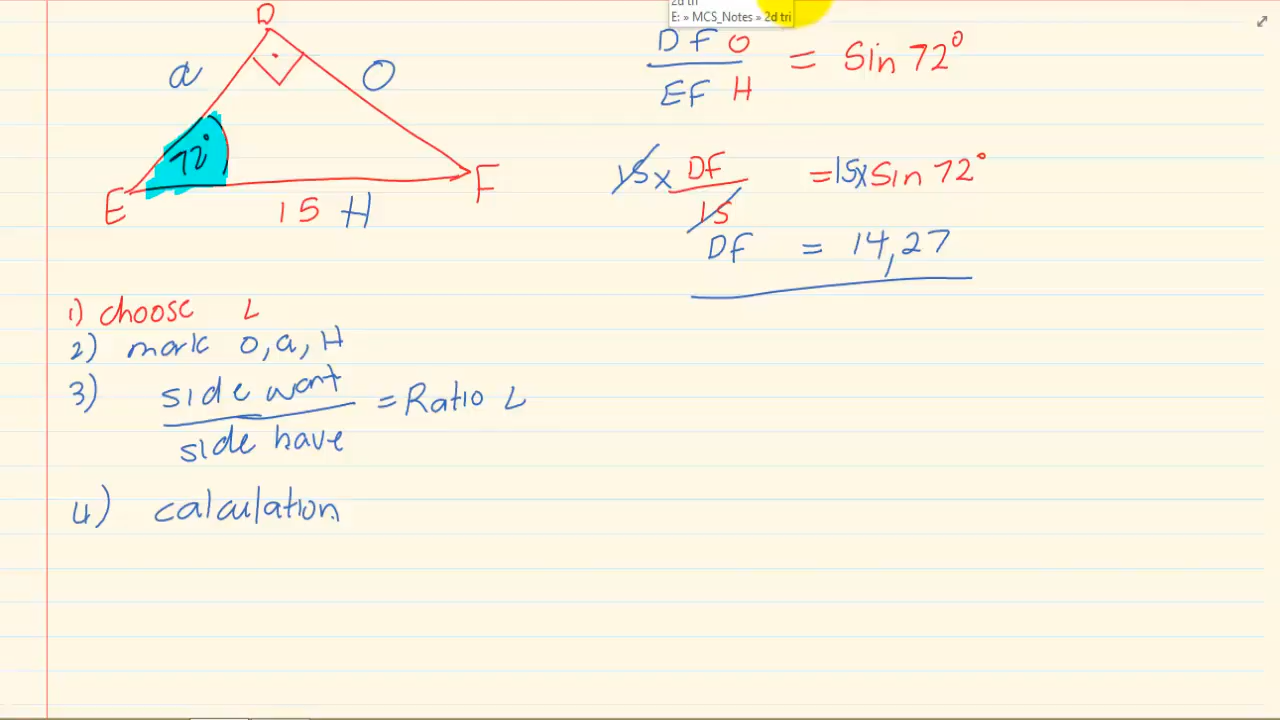 2d tri
E: » MCS_Notes » 2d tri
D
a
O
72°
E
F
15 H
DF O
EF H
= Sin 72°
15 x DF
15
= 15x Sin 72°
DF = 14,27
1) choose L
2) mark O, a, H
3) side want
side have
= Ratio L
4) calculation